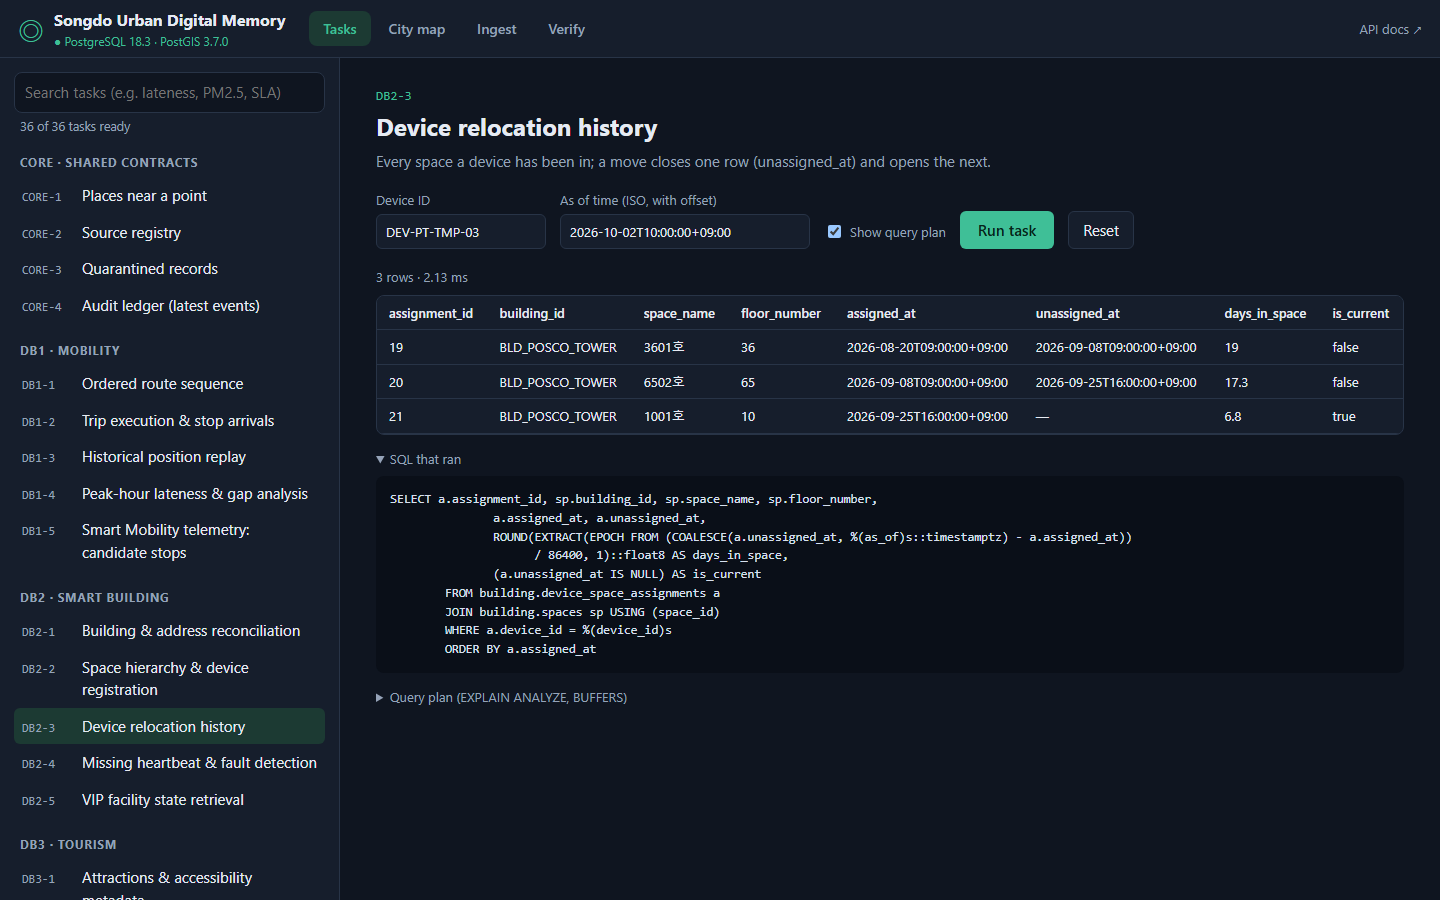 Songdo Urban Digital Memory
● PostgreSQL 18.3 · PostGIS 3.7.0
Tasks
City map
Ingest
Verify
API docs ↗
Search tasks (e.g. lateness, PM2.5, SLA)
36 of 36 tasks ready
CORE · SHARED CONTRACTS
CORE-1 Places near a point
CORE-2 Source registry
CORE-3 Quarantined records
CORE-4 Audit ledger (latest events)
DB1 · MOBILITY
DB1-1 Ordered route sequence
DB1-2 Trip execution & stop arrivals
DB1-3 Historical position replay
DB1-4 Peak-hour lateness & gap analysis
DB1-5 Smart Mobility telemetry:
candidate stops
DB2 · SMART BUILDING
DB2-1 Building & address reconciliation
DB2-2 Space hierarchy & device
registration
DB2-3 Device relocation history
DB2-4 Missing heartbeat & fault detection
DB2-5 VIP facility state retrieval
DB3 · TOURISM
DB3-1 Attractions & accessibility
metadata
DB2-3
Device relocation history
Every space a device has been in; a move closes one row (unassigned_at) and opens the next.
Device ID
As of time (ISO, with offset)
DEV-PT-TMP-03
2026-10-02T10:00:00+09:00
Show query plan
Run task
Reset
3 rows · 2.13 ms
assignment_id building_id space_name floor_number assigned_at unassigned_at days_in_space is_current
19 BLD_POSCO_TOWER 3601호 36 2026-08-20T09:00:00+09:00 2026-09-08T09:00:00+09:00 19 false
20 BLD_POSCO_TOWER 6502호 65 2026-09-08T09:00:00+09:00 2026-09-25T16:00:00+09:00 17.3 false
21 BLD_POSCO_TOWER 1001호 10 2026-09-25T16:00:00+09:00 — 6.8 true
▼ SQL that ran
SELECT a.assignment_id, sp.building_id, sp.space_name, sp.floor_number,
a.assigned_at, a.unassigned_at,
ROUND(EXTRACT(EPOCH FROM (COALESCE(a.unassigned_at, %(as_of)s::timestamptz) - a.assigned_at))
/ 86400, 1)::float8 AS days_in_space,
(a.unassigned_at IS NULL) AS is_current
FROM building.device_space_assignments a
JOIN building.spaces sp USING (space_id)
WHERE a.device_id = %(device_id)s
ORDER BY a.assigned_at
▶ Query plan (EXPLAIN ANALYZE, BUFFERS)